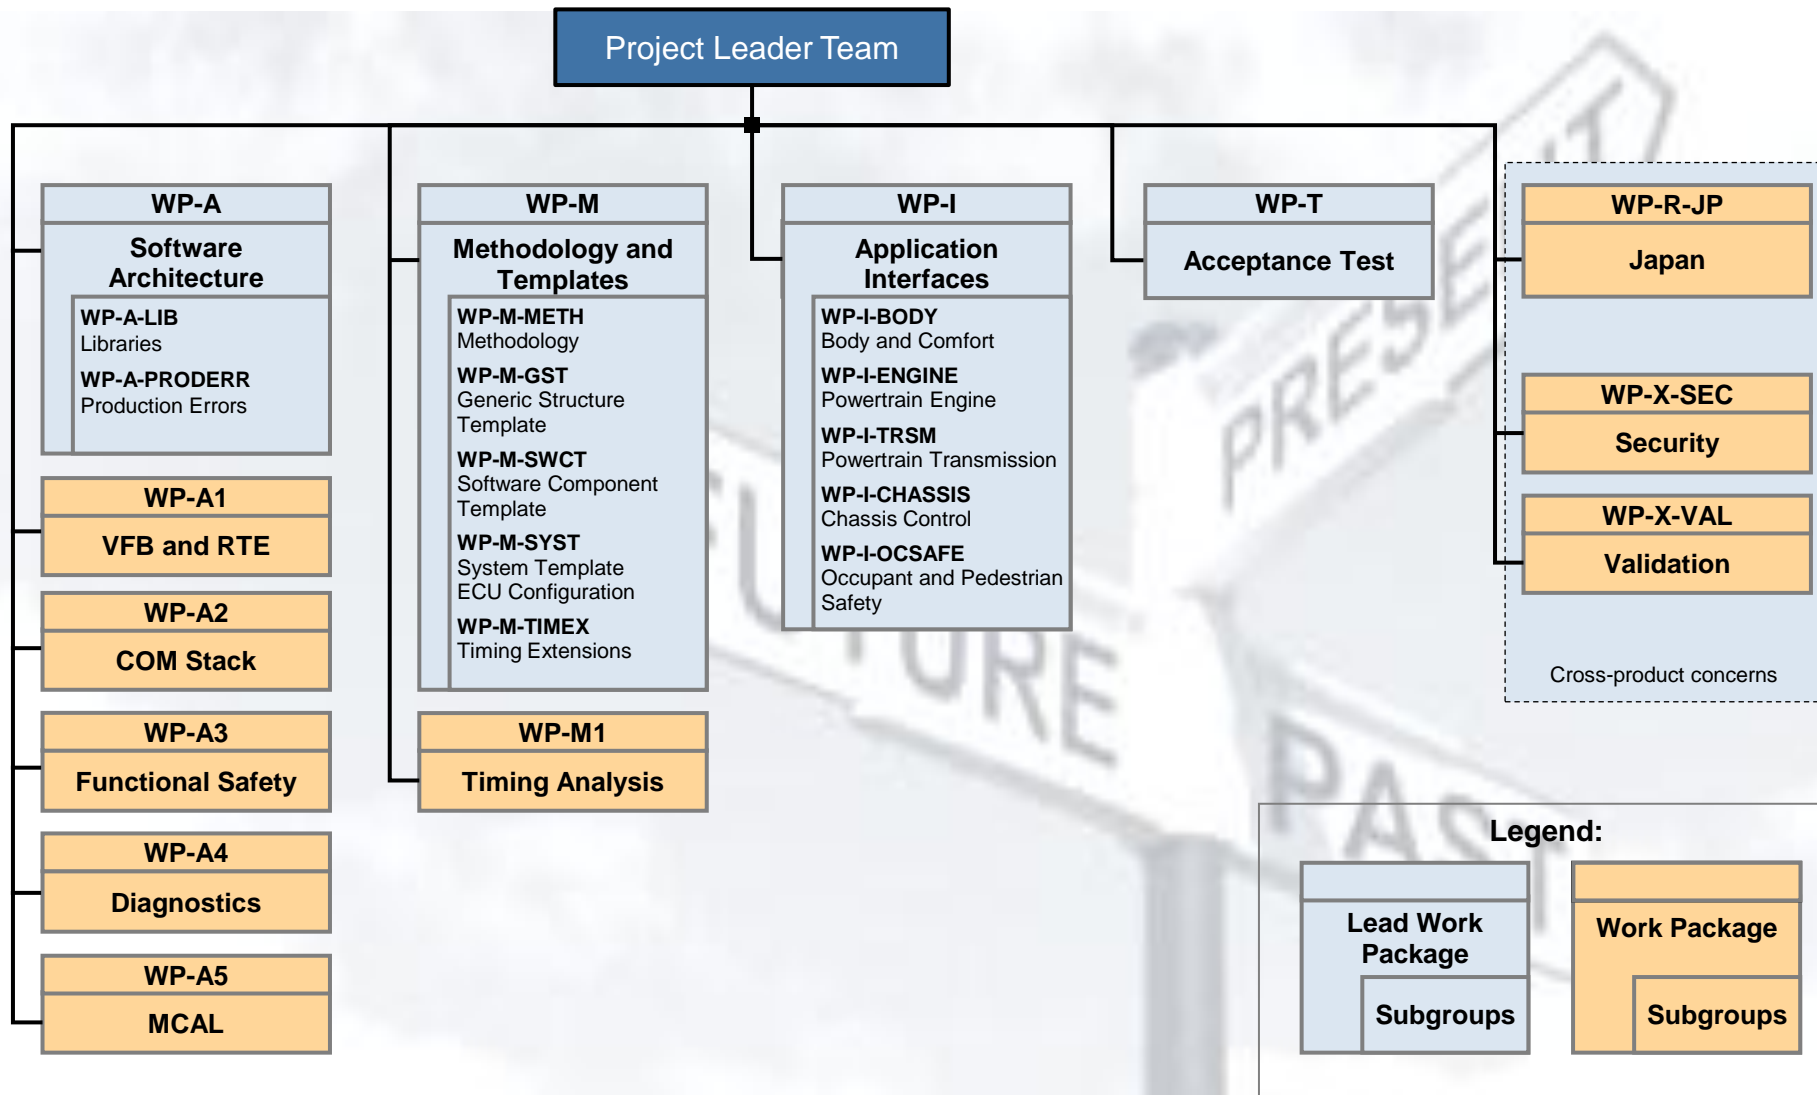 Project Leader Team
WP-A
Software
Architecture
WP-A-LIB
Libraries
WP-A-PRODERR
Production Errors
WP-A1
VFB and RTE
WP-A2
COM Stack
WP-A3
Functional Safety
WP-A4
Diagnostics
WP-A5
MCAL
WP-M
Methodology and
Templates
WP-M-METH
Methodology
WP-M-GST
Generic Structure
Template
WP-M-SWCT
Software Component
Template
WP-M-SYST
System Template
ECU Configuration
WP-M-TIMEX
Timing Extensions
WP-M1
Timing Analysis
WP-I
Application
Interfaces
WP-I-BODY
Body and Comfort
WP-I-ENGINE
Powertrain Engine
WP-I-TRSM
Powertrain Transmission
WP-I-CHASSIS
Chassis Control
WP-I-OCSAFE
Occupant and Pedestrian
Safety
WP-T
Acceptance Test
WP-R-JP
Japan
WP-X-SEC
Security
WP-X-VAL
Validation
Cross-product concerns
PRESENT
FUTURE
PAST
Legend:
Lead Work
Package
Subgroups
Work Package
Subgroups